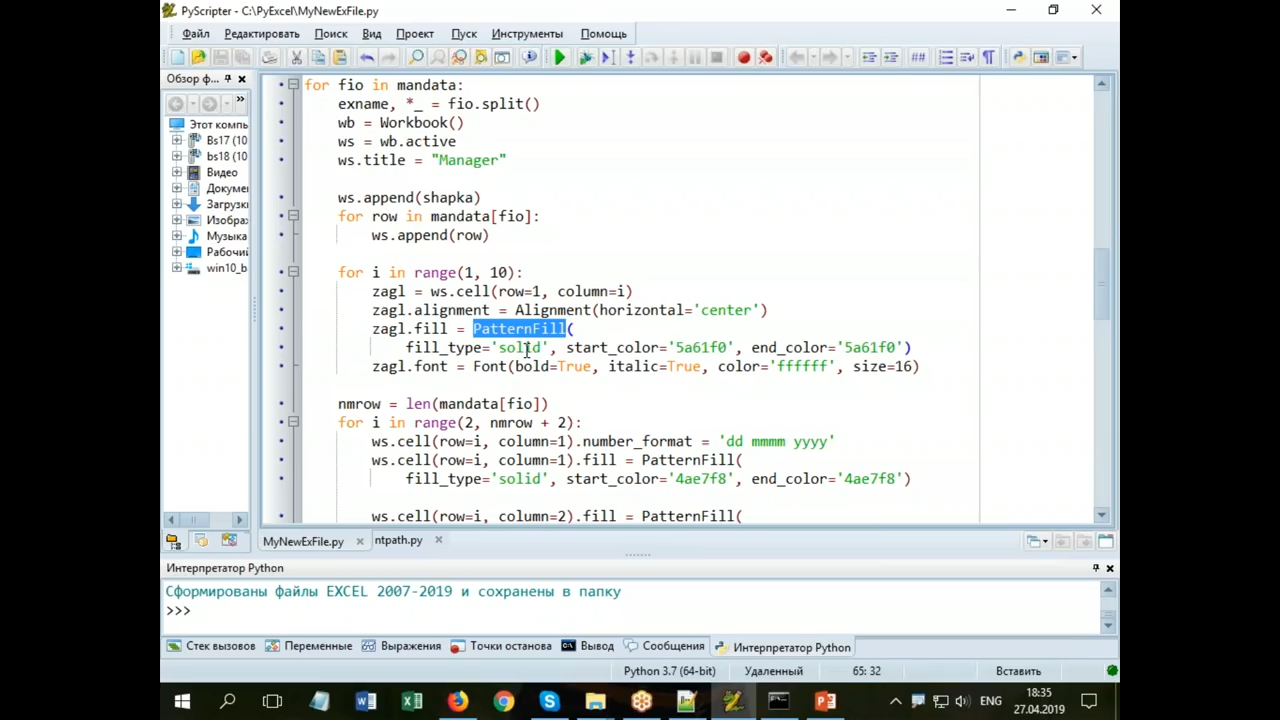 PyScripter - C:\PyExcel\MyNewExFile.py
Файл Редактировать Поиск Вид Проект Пуск Инструменты Помощь
Обзор ф...
Этот компь
Bs17 (10
bs18 (10
Видео
Докумен
Загрузки
Изображ
Музыка
Рабочий
win10_b
for fio in mandata:
exname, *_ = fio.split()
wb = Workbook()
ws = wb.active
ws.title = "Manager"
ws.append(shapka)
for row in mandata[fio]:
ws.append(row)
for i in range(1, 10):
zagl = ws.cell(row=1, column=i)
zagl.alignment = Alignment(horizontal='center')
zagl.fill = PatternFill(
fill_type='solid', start_color='5a61f0', end_color='5a61f0')
zagl.font = Font(bold=True, italic=True, color='ffffff', size=16)
nmrow = len(mandata[fio])
for i in range(2, nmrow + 2):
ws.cell(row=i, column=1).number_format = 'dd mmmm yyyy'
ws.cell(row=i, column=1).fill = PatternFill(
fill_type='solid', start_color='4ae7f8', end_color='4ae7f8')
ws.cell(row=i, column=2).fill = PatternFill(
MyNewExFile.py ntpath.py
Интерпретатор Python
Сформированы файлы EXCEL 2007-2019 и сохранены в папку
>>>
Стек вызовов Переменные Выражения Точки останова Вывод Сообщения Интерпретатор Python
Python 3.7 (64-bit) Удаленный 65: 32 Вставить
ENG 18:35
27.04.2019